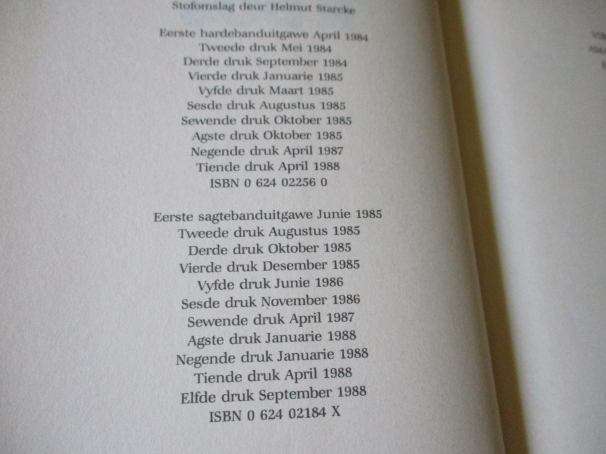 Stofomslag deur Helmut Starcke
Eerste hardebanduitgawe April 1984
Tweede druk Mei 1984
Derde druk September 1984
Vierde druk Januarie 1985
Vyfde druk Maart 1985
Sesde druk Augustus 1985
Sewende druk Oktober 1985
Agste druk Oktober 1985
Negende druk April 1987
Tiende druk April 1988
ISBN 0 624 02256 0
Eerste sagtebanduitgawe Junie 1985
Tweede druk Augustus 1985
Derde druk Oktober 1985
Vierde druk Desember 1985
Vyfde druk Junie 1986
Sesde druk November 1986
Sewende druk April 1987
Agste druk Januarie 1988
Negende druk Januarie 1988
Tiende druk April 1988
Elfde druk September 1988
ISBN 0 624 02184 X